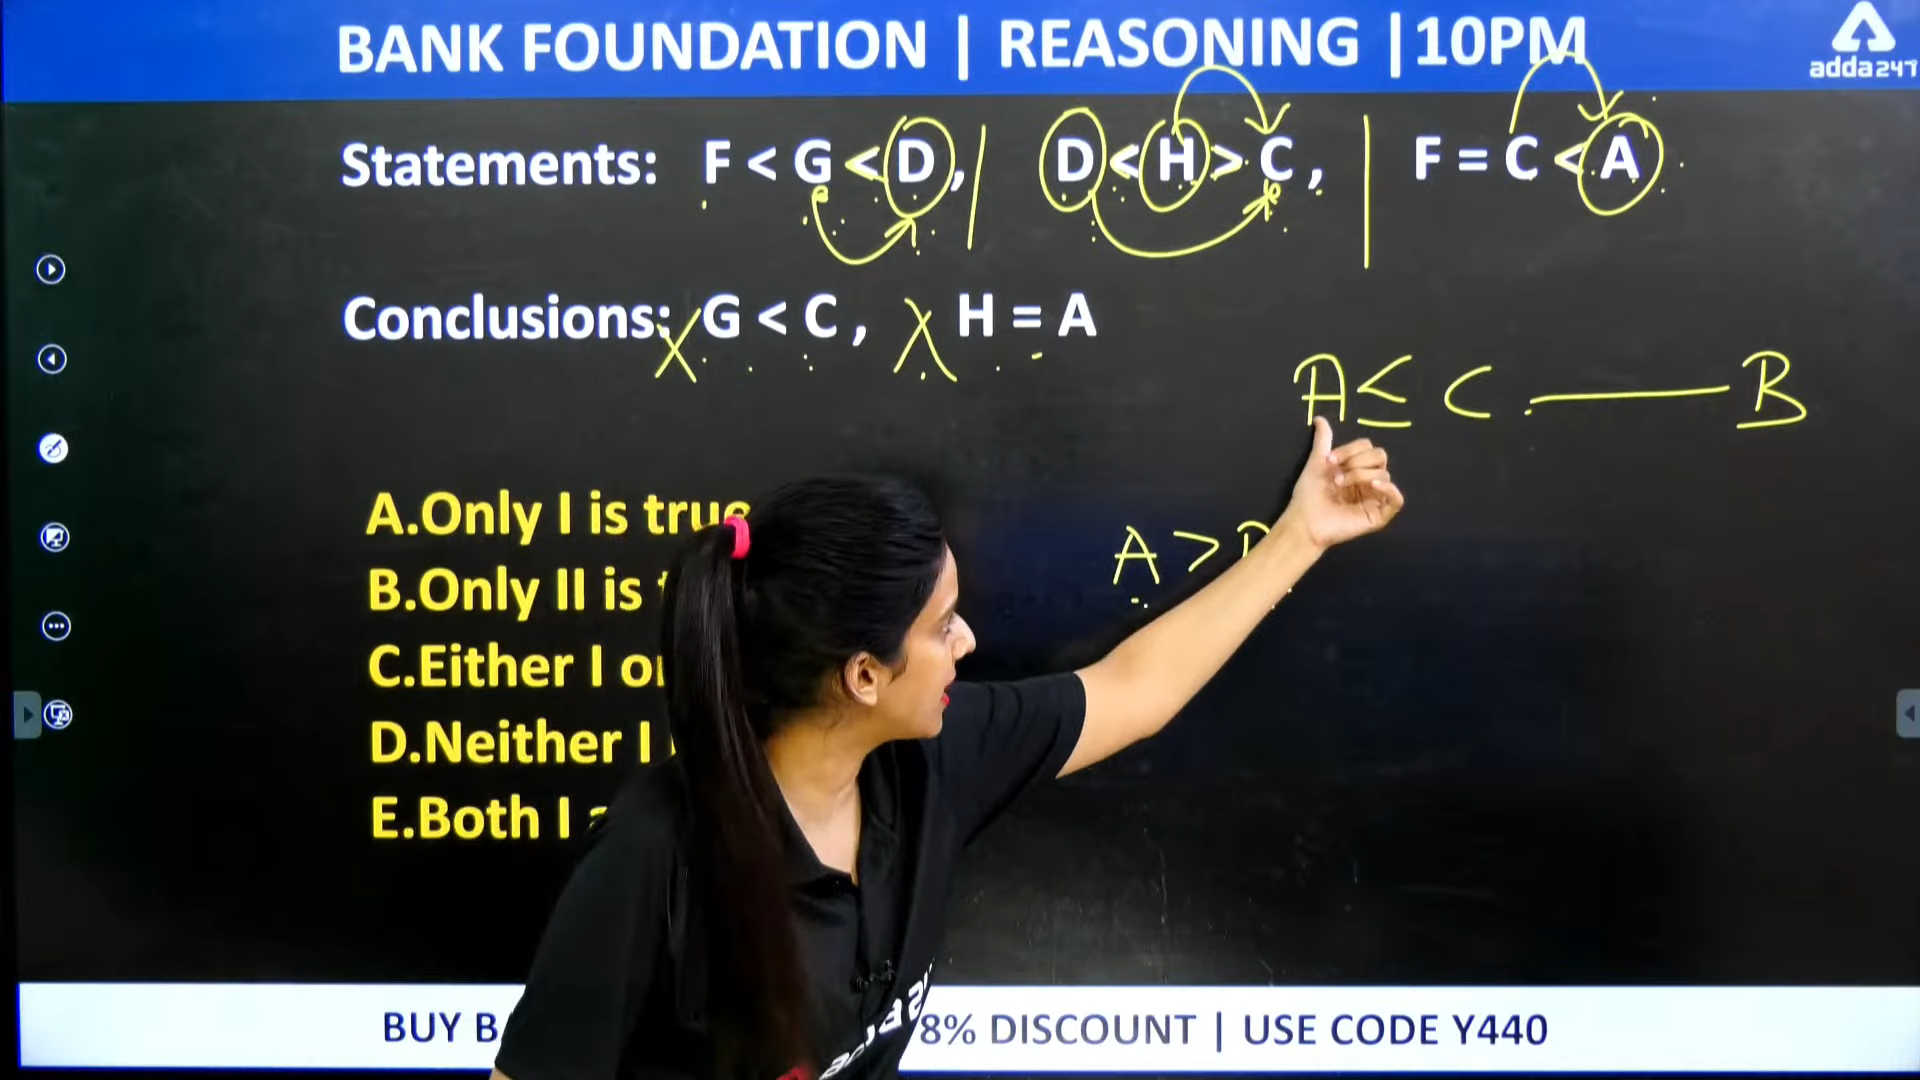 BANK FOUNDATION | REASONING |10PM
adda247
Statements: F < G < D, D < H > C, F = C < A
Conclusions: G < C, H = A
A ≤ C — B
A.Only I is true
A >
B.Only II is
C.Either I
D.Neither I
E.Both I
BUY 8% DISCOUNT | USE CODE Y440